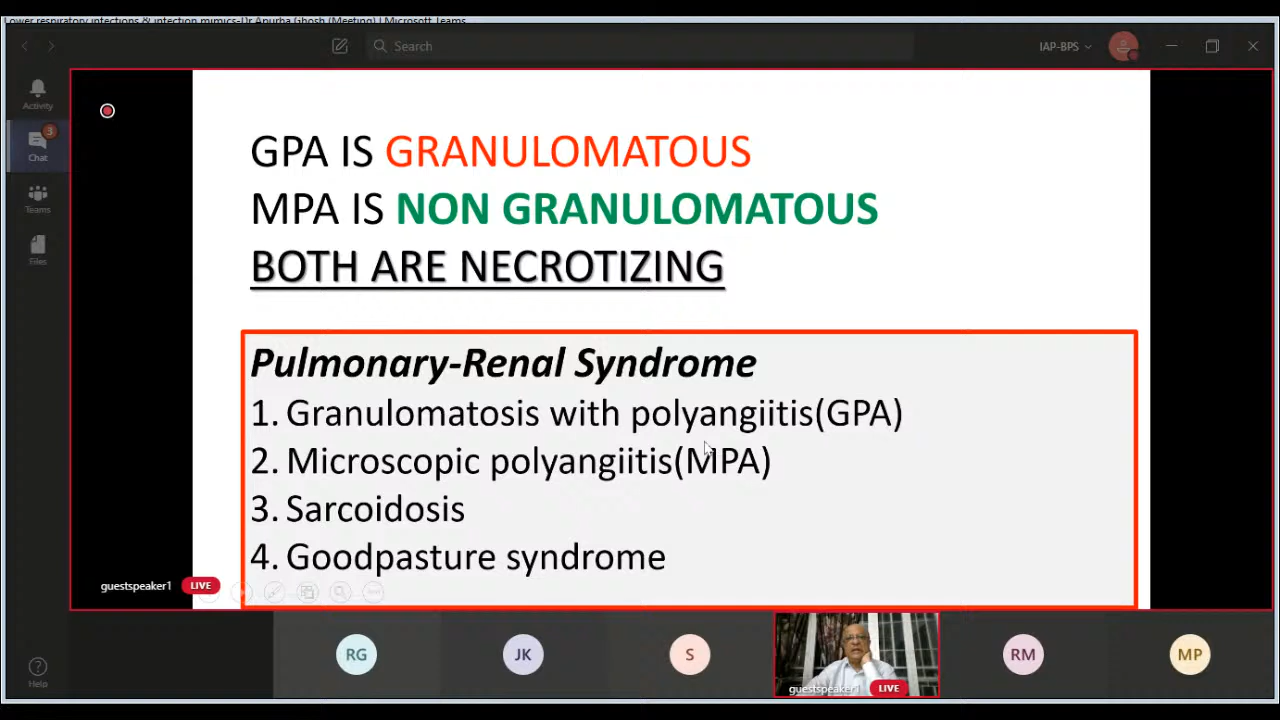 Lower respiratory infections & infection mimics-Dr Apurba Ghosh (Meeting) | Microsoft Teams
Search
IAP-BPS
Activity
3
Chat
Teams
Files
Help
GPA IS GRANULOMATOUS
MPA IS NON GRANULOMATOUS
BOTH ARE NECROTIZING
Pulmonary-Renal Syndrome
1. Granulomatosis with polyangiitis(GPA)
2. Microscopic polyangiitis(MPA)
3. Sarcoidosis
4. Goodpasture syndrome
guestspeaker1 LIVE
RG
JK
S
guestspeaker1 LIVE
RM
MP